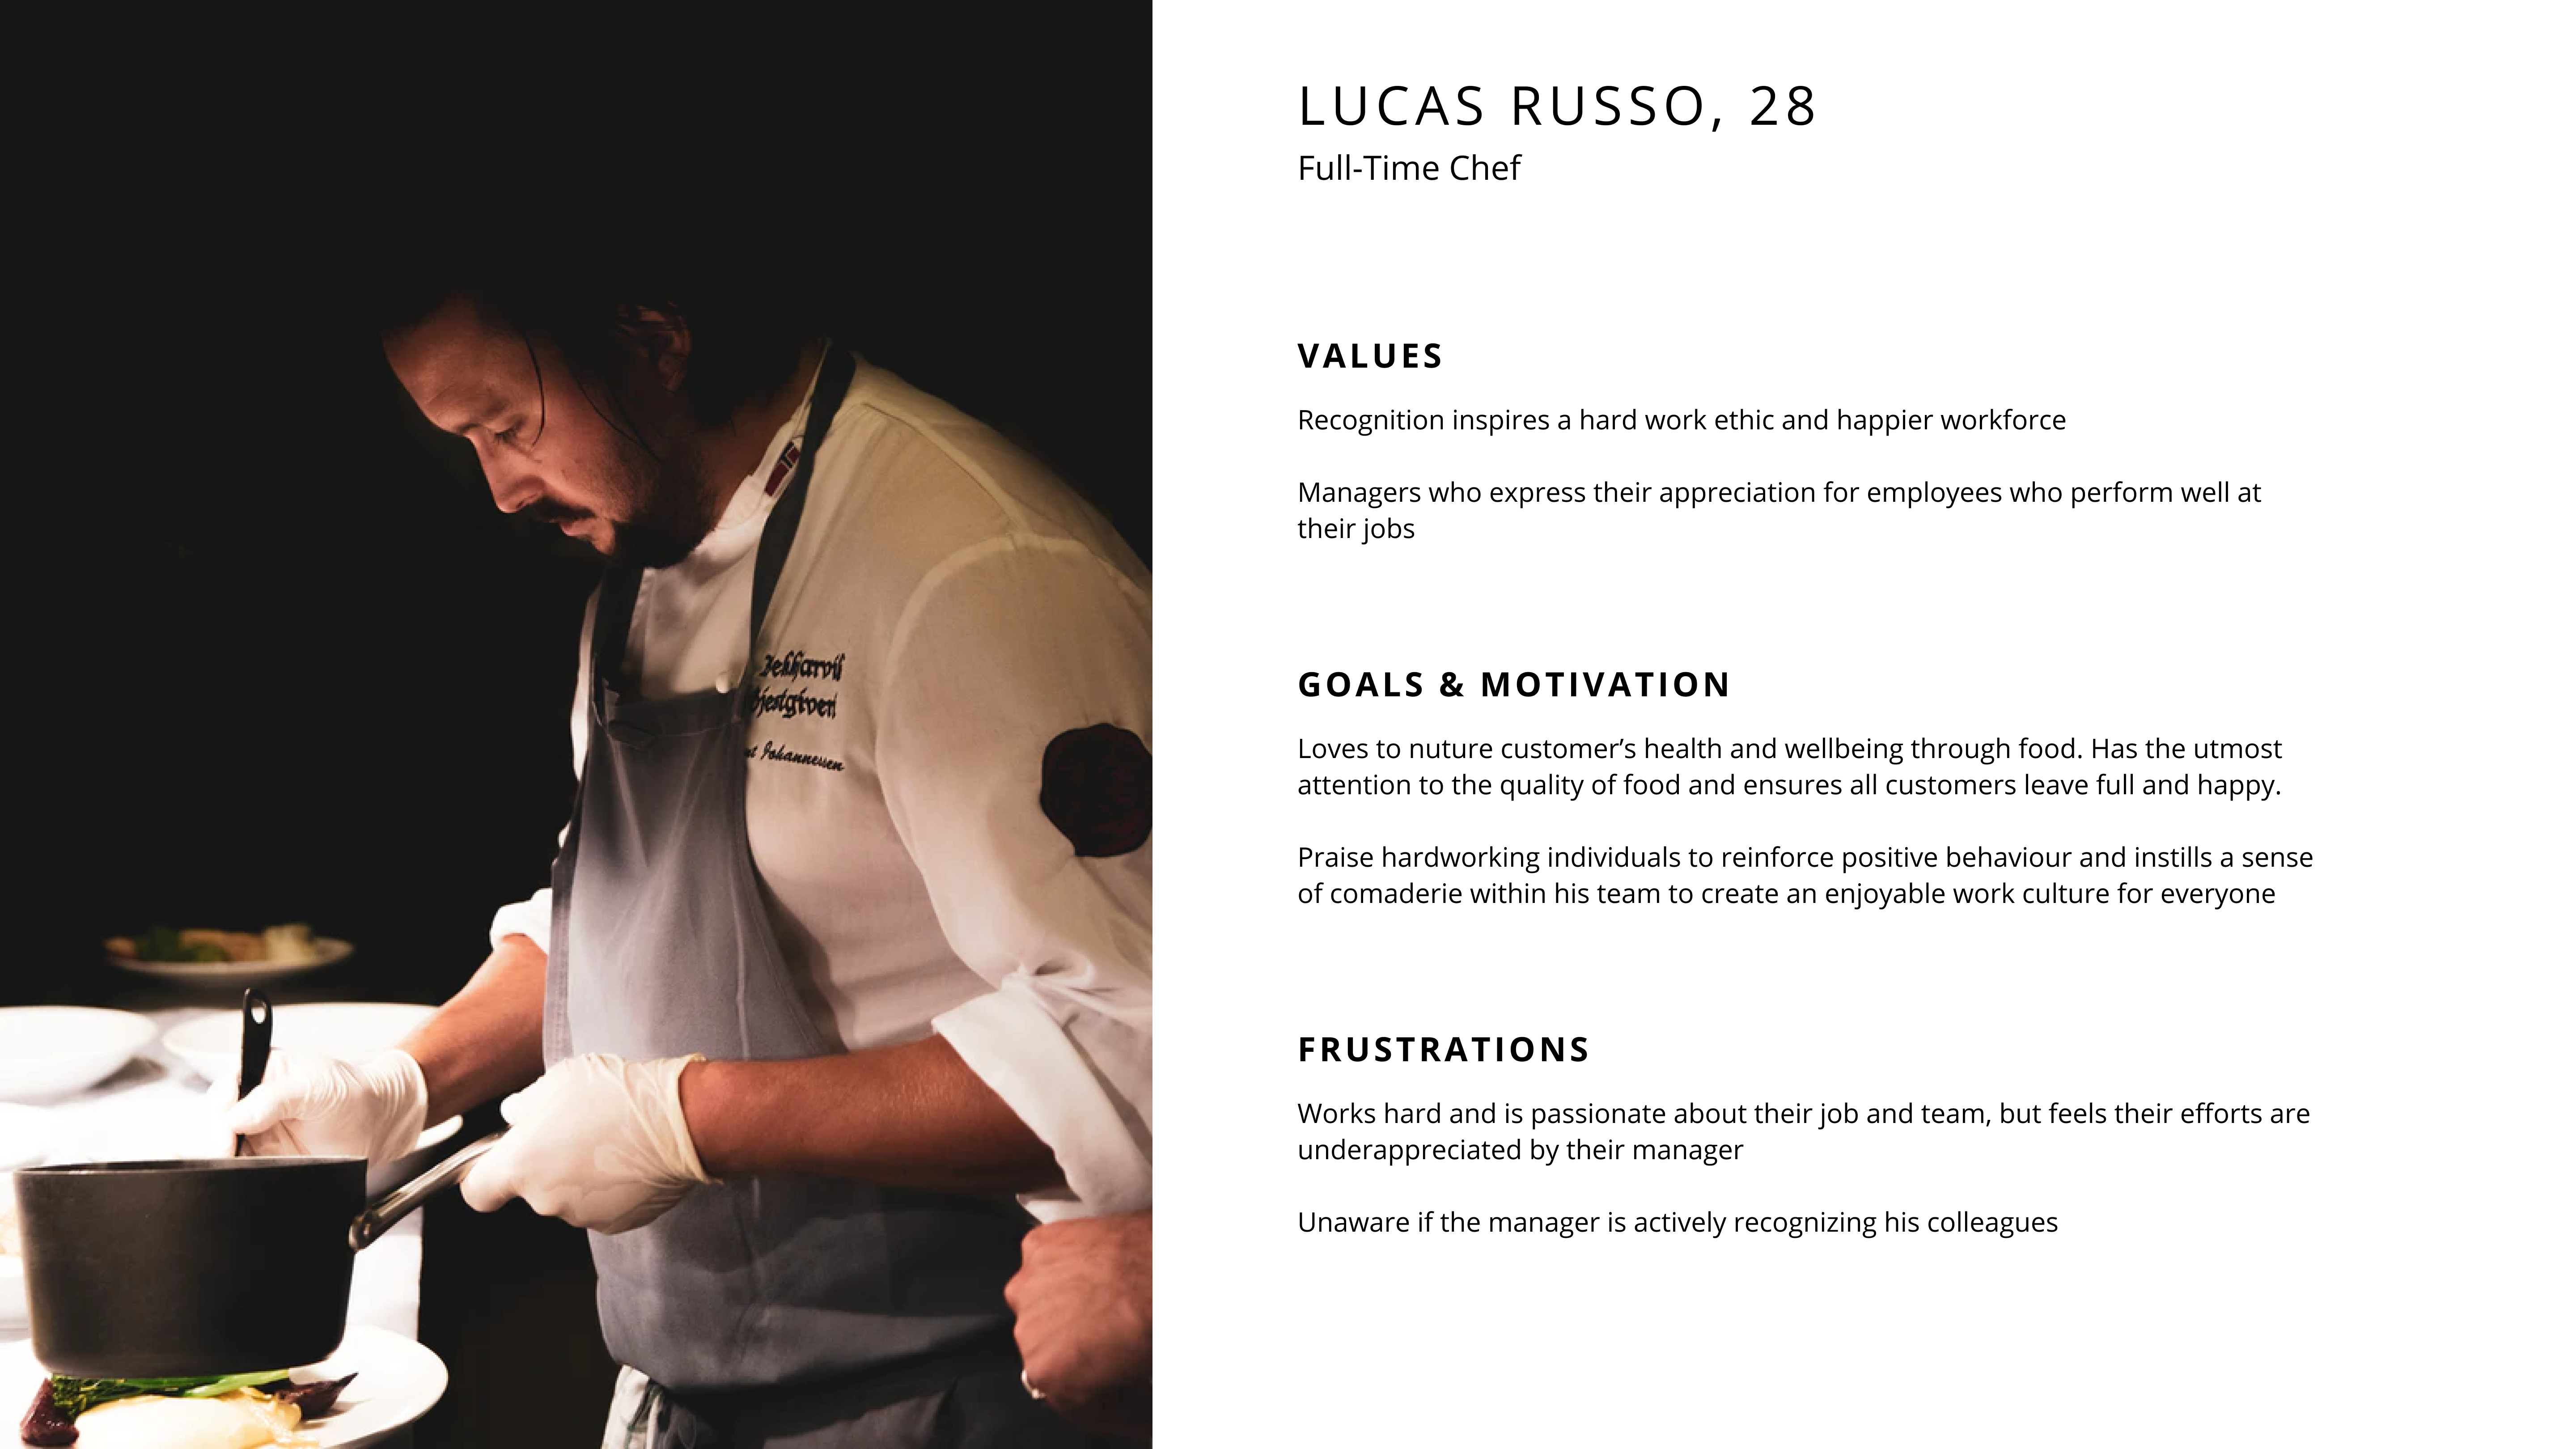 LUCAS RUSSO, 28
Full-Time Chef
VALUES
Recognition inspires a hard work ethic and happier workforce
Managers who express their appreciation for employees who perform well at
their jobs
GOALS & MOTIVATION
Loves to nuture customer’s health and wellbeing through food. Has the utmost
attention to the quality of food and ensures all customers leave full and happy.
Praise hardworking individuals to reinforce positive behaviour and instills a sense
of comaderie within his team to create an enjoyable work culture for everyone
FRUSTRATIONS
Works hard and is passionate about their job and team, but feels their efforts are
underappreciated by their manager
Unaware if the manager is actively recognizing his colleagues
Johannessen